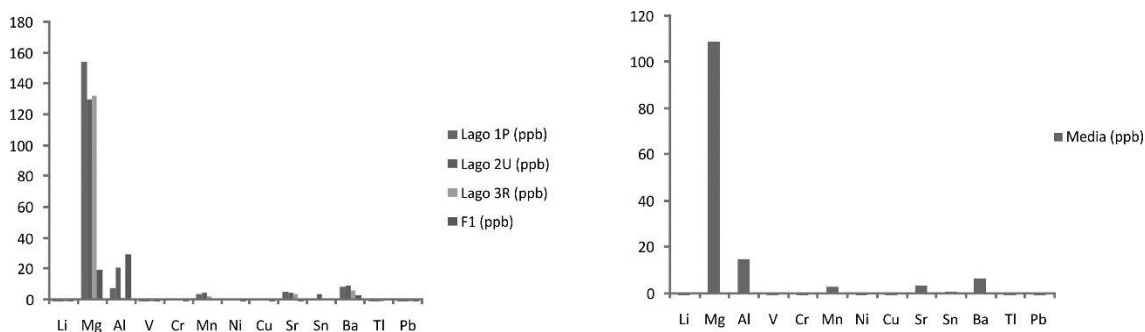 180
160
140
120
100
80
60
40
20
0
Li Mg Al V Cr Mn Ni Cu Sr Sn Ba Tl Pb
Lago 1P (ppb)
Lago 2U (ppb)
Lago 3R (ppb)
F1 (ppb)
120
100
80
60
40
20
0
Li Mg Al V Cr Mn Ni Cu Sr Sn Ba Tl Pb
Media (ppb)